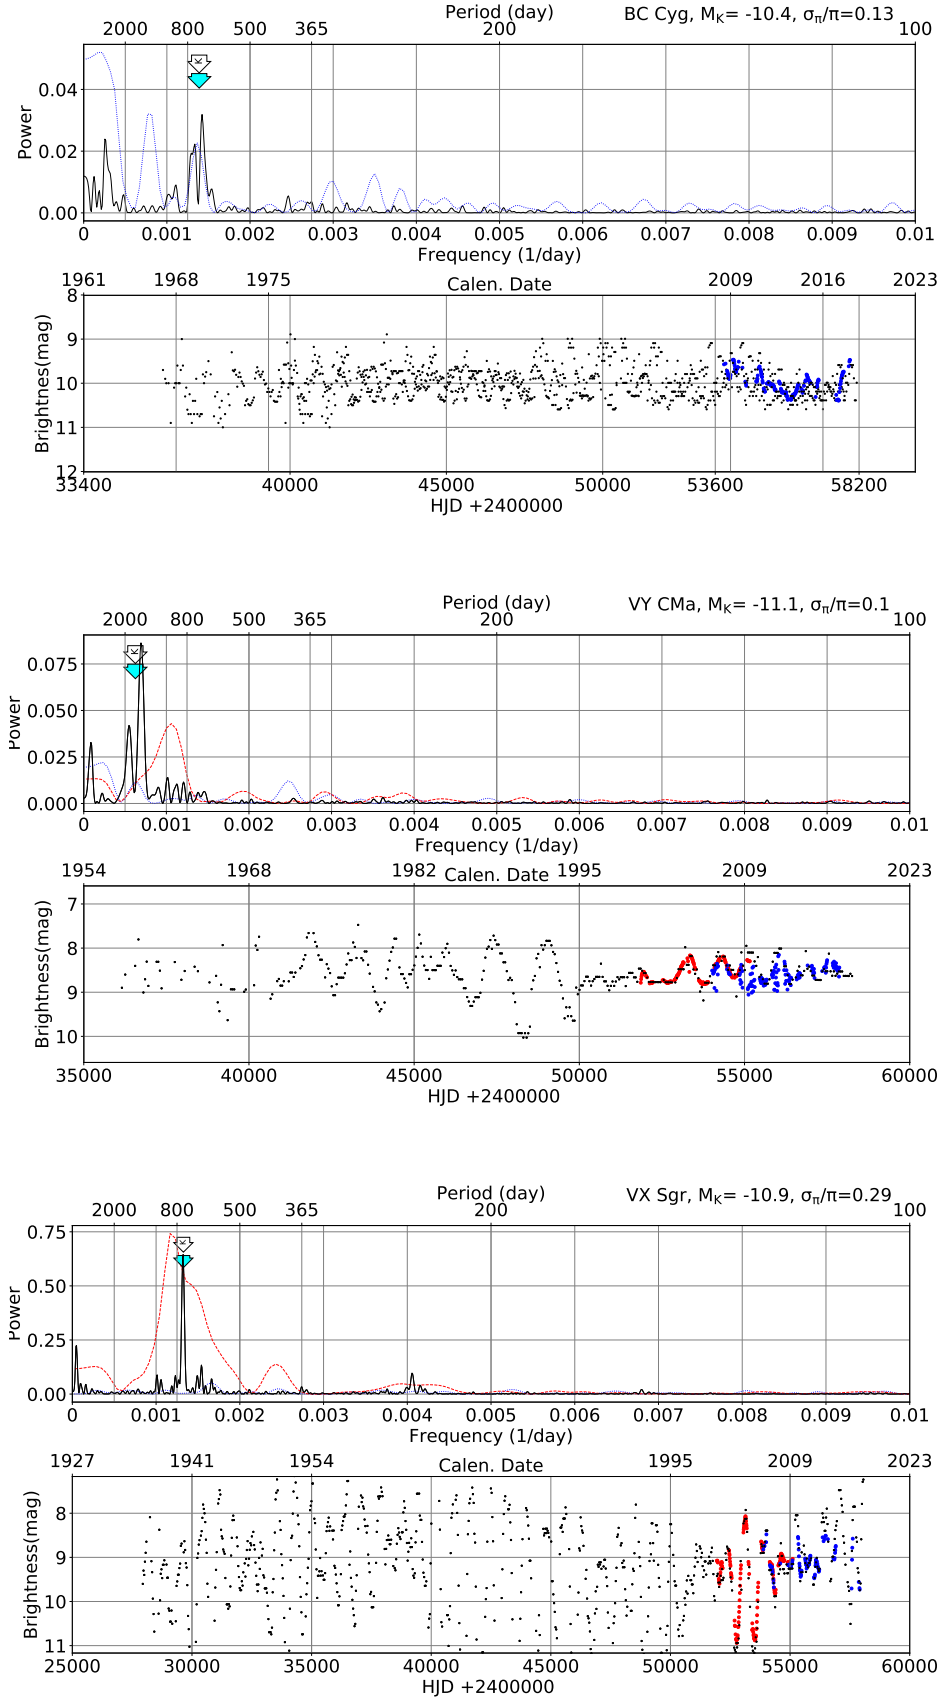 Period (day)
BC Cyg, M_K= -10.4, σ_π/π=0.13
2000 800 500 365 200 100
K
0.04
0.02
0.00
Power
0 0.001 0.002 0.003 0.004 0.005 0.006 0.007 0.008 0.009 0.01
Frequency (1/day)
1961 1968 1975 Calen. Date 2009 2016 2023
8
9
10
11
12
Brightnes(mag)
33400 40000 45000 50000 53600 58200
HJD +2400000
Period (day)
VY CMa, M_K= -11.1, σ_π/π=0.1
2000 800 500 365 200 100
K
0.075
0.050
0.025
0.000
Power
0 0.001 0.002 0.003 0.004 0.005 0.006 0.007 0.008 0.009 0.01
Frequency (1/day)
1954 1968 1982 Calen. Date 1995 2009 2023
7
8
9
10
Brightness(mag)
35000 40000 45000 50000 55000 60000
HJD +2400000
Period (day)
VX Sgr, M_K= -10.9, σ_π/π=0.29
2000 800 500 365 200 100
K
0.75
0.50
0.25
0.00
Power
0 0.001 0.002 0.003 0.004 0.005 0.006 0.007 0.008 0.009 0.01
Frequency (1/day)
1927 1941 1954 Calen. Date 1995 2009 2023
8
9
10
11
Brightness(mag)
25000 30000 35000 40000 45000 50000 55000 60000
HJD +2400000